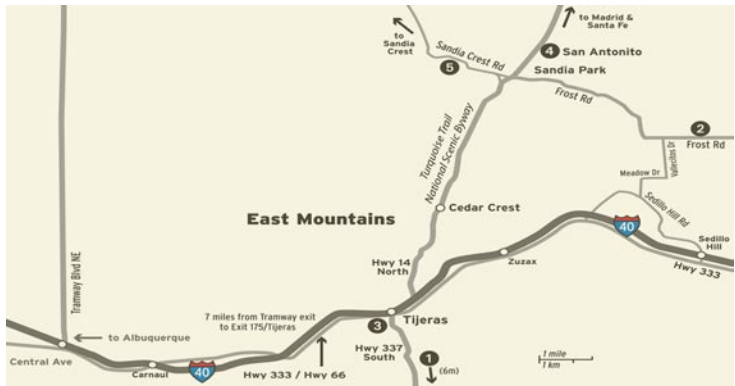 to Madrid &
Santa Fe
to
Sandia
Crest
Sandia Crest Rd
4 San Antonito
5
Sandia Park
Frost Rd
2
Frost Rd
Vallecitos Dr
Meadow Dr
Turquoise Trail
National Scenic Byway
Sedillo Hill Rd
Cedar Crest
East Mountains
40
Sedillo
Hill
Hwy 333
Zuzax
Hwy 14
North
Tramway Blvd NE
7 miles from Tramway exit
to Exit 175/Tijeras
Tijeras
3
to Albuquerque
Central Ave
Hwy 337
South
1
(6m)
1 mile
1 km
Carnaul
40
Hwy 333 / Hwy 66